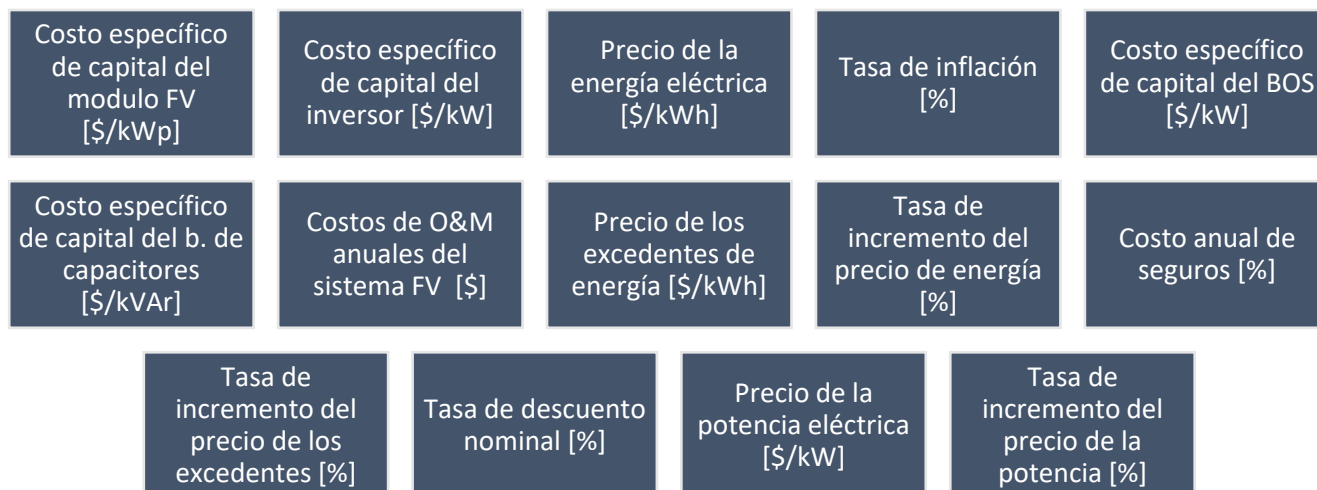 Costo específico
de capital del
modulo FV
[$/kWp]
Costo específico
de capital del
inversor [$/kW]
Precio de la
energía eléctrica
[$/kWh]
Tasa de inflación
[%]
Costo específico
de capital del BOS
[$/kW]
Costo específico
de capital del b. de
capacitores
[$/kVAr]
Costos de O&M
anuales del
sistema FV [$]
Precio de los
excedentes de
energía [$/kWh]
Tasa de
incremento del
precio de energía
[%]
Costo anual de
seguros [%]
Tasa de
incremento del
precio de los
excedentes [%]
Tasa de descuento
nominal [%]
Precio de la
potencia eléctrica
[$/kW]
Tasa de
incremento del
precio de la
potencia [%]